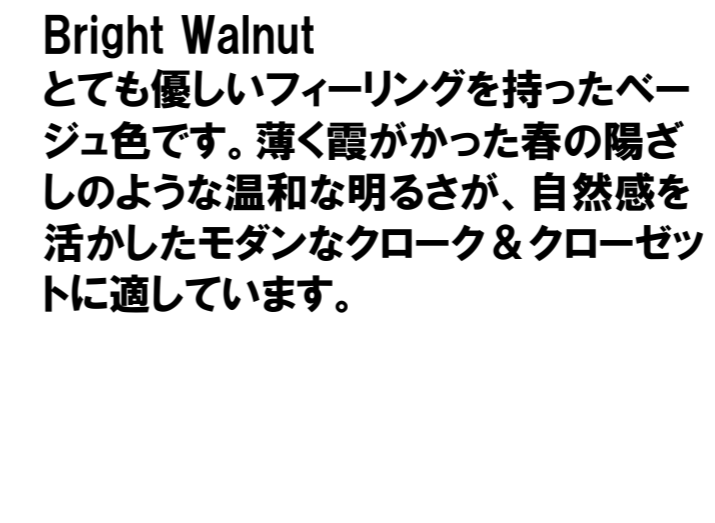 Bright Walnut
とても優しいフィーリングを持ったベー
ジュ色です。薄く霞がかった春の陽ざ
しのような温和な明るさが、自然感を
活かしたモダンなクローク＆クローゼッ
トに適しています。